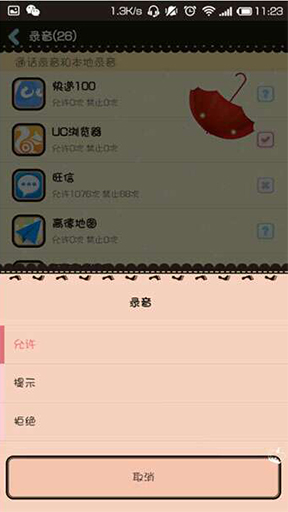 1.3K/s 11:23
录音(26)
通话录音和本地录音
快递100
允许0次 禁止0次
UC浏览器
允许0次 禁止0次
旺信
允许1076次 禁止88次
高德地图
允许0次 禁止0次
录音
允许
提示
拒绝
取消